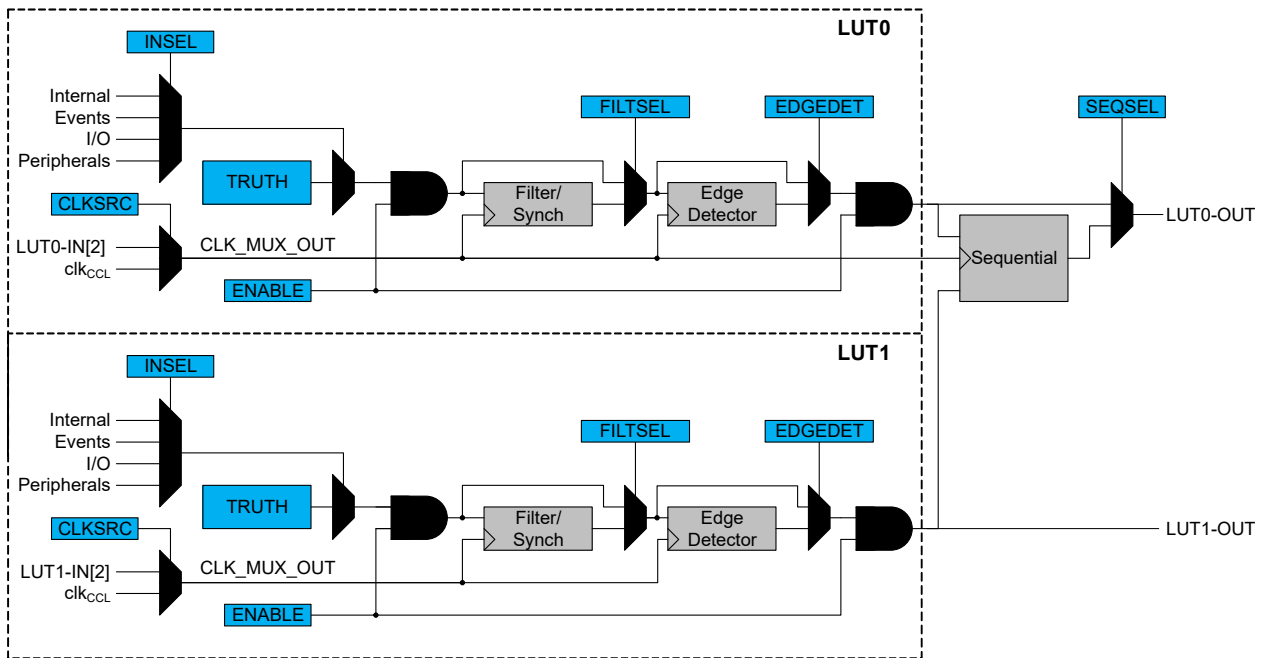 LUT0
INSEL
Internal
Events
I/O
Peripherals
FILTSEL
EDGEDET
SEQSEL
TRUTH
Filter/
Synch
Edge
Detector
CLKSRC
LUT0-IN[2]
clkCCL
CLK_MUX_OUT
ENABLE
Sequential
LUT0-OUT
LUT1
INSEL
Internal
Events
I/O
Peripherals
FILTSEL
EDGEDET
TRUTH
Filter/
Synch
Edge
Detector
CLKSRC
LUT1-IN[2]
clkCCL
CLK_MUX_OUT
ENABLE
LUT1-OUT